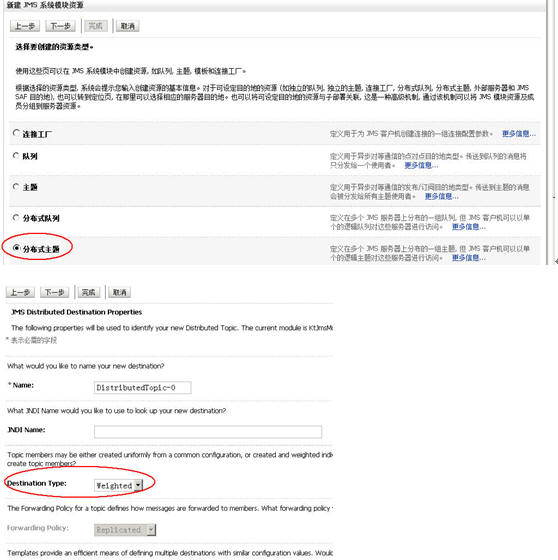 新建 JMS 系统模块资源
上一步 下一步 完成 取消
选择要创建的资源类型。
使用这些页可以在 JMS 系统模块中创建资源, 如队列, 主题, 模板和连接工厂。
根据选择的资源类型, 系统会提示您输入创建资源的基本信息。对于可设定目的地的资源 (如独立的队列, 独立的主题, 连接工厂, 分布式队列, 分布式主题, 外部服务器和 JMS
SAF 目的地), 也可以转到定位页, 在那里可以选择相应的服务器目的地。也可以将可设定目的地的资源与子部署关联, 这是一种高级机制, 通过该机制可以将 JMS 模块资源及成
员分组到服务器资源。
连接工厂 定义用于为 JMS 客户机创建连接的一组连接配置参数。 更多信息...
队列 定义用于异步对等通信的点对点目的地类型。传送到队列的消息将
只分发给一个使用者。 更多信息...
主题 定义用于异步对等通信的发布/订阅目的地类型。传送到主题的消息
会被分发给所有主题使用者。 更多信息...
分布式队列 定义在多个 JMS 服务器上分布的一组队列, 但 JMS 客户机可以以单
个的逻辑队列对这些服务器进行访问。 更多信息...
分布式主题 定义在多个 JMS 服务器上分布的一组主题, 但 JMS 客户机可以以单
个的逻辑主题对这些服务器进行访问。 更多信息...
上一步 下一步 完成 取消
JMS Distributed Destination Properties
The following properties will be used to identify your new Distributed Topic. The current module is
* 表示必需的字段
What would you like to name your new destination?
* Name: DistributedTopic-0
What JNDI Name would you like to use to look up your new destination?
JNDI Name:
Topic members may be either created uniformly from a common configuration, or created and weighted
create topic members?
Destination Type: Weighted
The Forwarding Policy for a topic defines how messages are forwarded to members. What forwarding policy
Forwarding Policy: Replicated
Templates provide an efficient means of defining multiple destinations with similar configuration values. Would